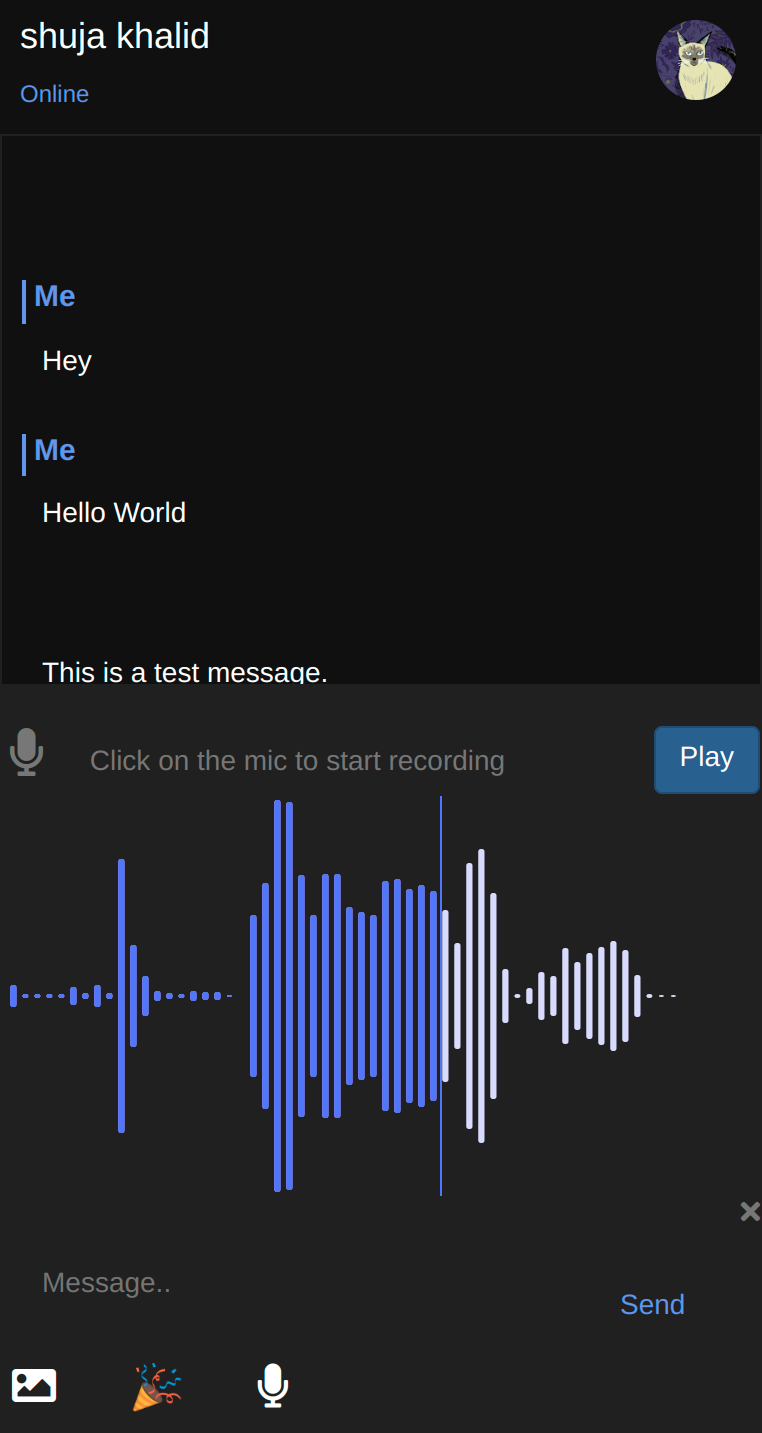 shuja khalid
Online
Me
Hey
Me
Hello World
This is a test message.
Click on the mic to start recording
Play
Message..
Send